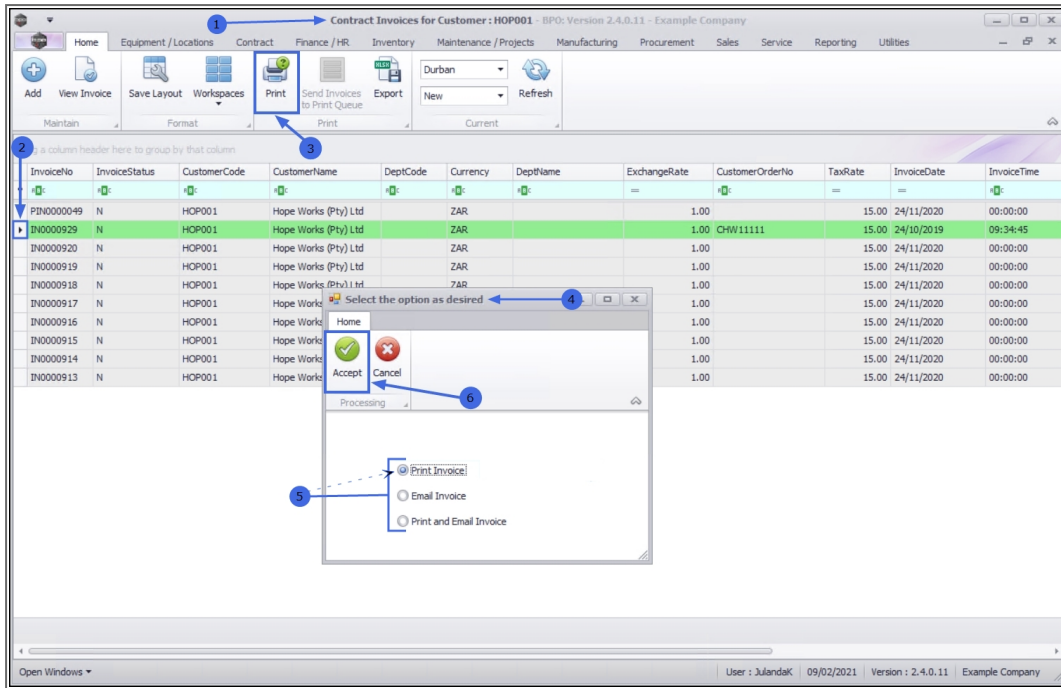 1
Contract Invoices for Customer : HOP001 - BPO: Version 2.4.0.11 - Example Company
Home Equipment / Locations Contract Finance / HR Inventory Maintenance / Projects Manufacturing Procurement Sales Service Reporting Utilities
Add View Invoice Save Layout Workspaces Print Send Invoices to Print Queue Export Durban New Refresh
Maintain Format Print Current
2 3
a column header here to group by that column
InvoiceNo InvoiceStatus CustomerCode CustomerName DeptCode Currency DeptName ExchangeRate CustomerOrderNo TaxRate InvoiceDate InvoiceTime
= = =
PIN0000049 N HOP001 Hope Works (Pty) Ltd ZAR 1.00 15.00 24/11/2020 00:00:00
IN0000929 N HOP001 Hope Works (Pty) Ltd ZAR 1.00 CHW11111 15.00 24/10/2019 09:34:45
IN0000920 N HOP001 Hope Works (Pty) Ltd ZAR 1.00 15.00 24/11/2020 00:00:00
IN0000919 N HOP001 Hope Works (Pty) Ltd ZAR 1.00 15.00 24/11/2020 00:00:00
IN0000918 N HOP001 Hope Works (Pty) Ltd ZAR 1.00 15.00 24/11/2020 00:00:00
IN0000917 N HOP001 Hope Works 1.00 15.00 24/11/2020 00:00:00
IN0000916 N HOP001 Hope Works 1.00 15.00 24/11/2020 00:00:00
IN0000915 N HOP001 Hope Works 1.00 15.00 24/11/2020 00:00:00
IN0000914 N HOP001 Hope Works 1.00 15.00 24/11/2020 00:00:00
IN0000913 N HOP001 Hope Works 1.00 15.00 24/11/2020 00:00:00
Select the option as desired 4
Home
Accept Cancel
Processing
6
5
Print Invoice
Email Invoice
Print and Email Invoice
Open Windows User : JulandaK 09/02/2021 Version : 2.4.0.11 Example Company